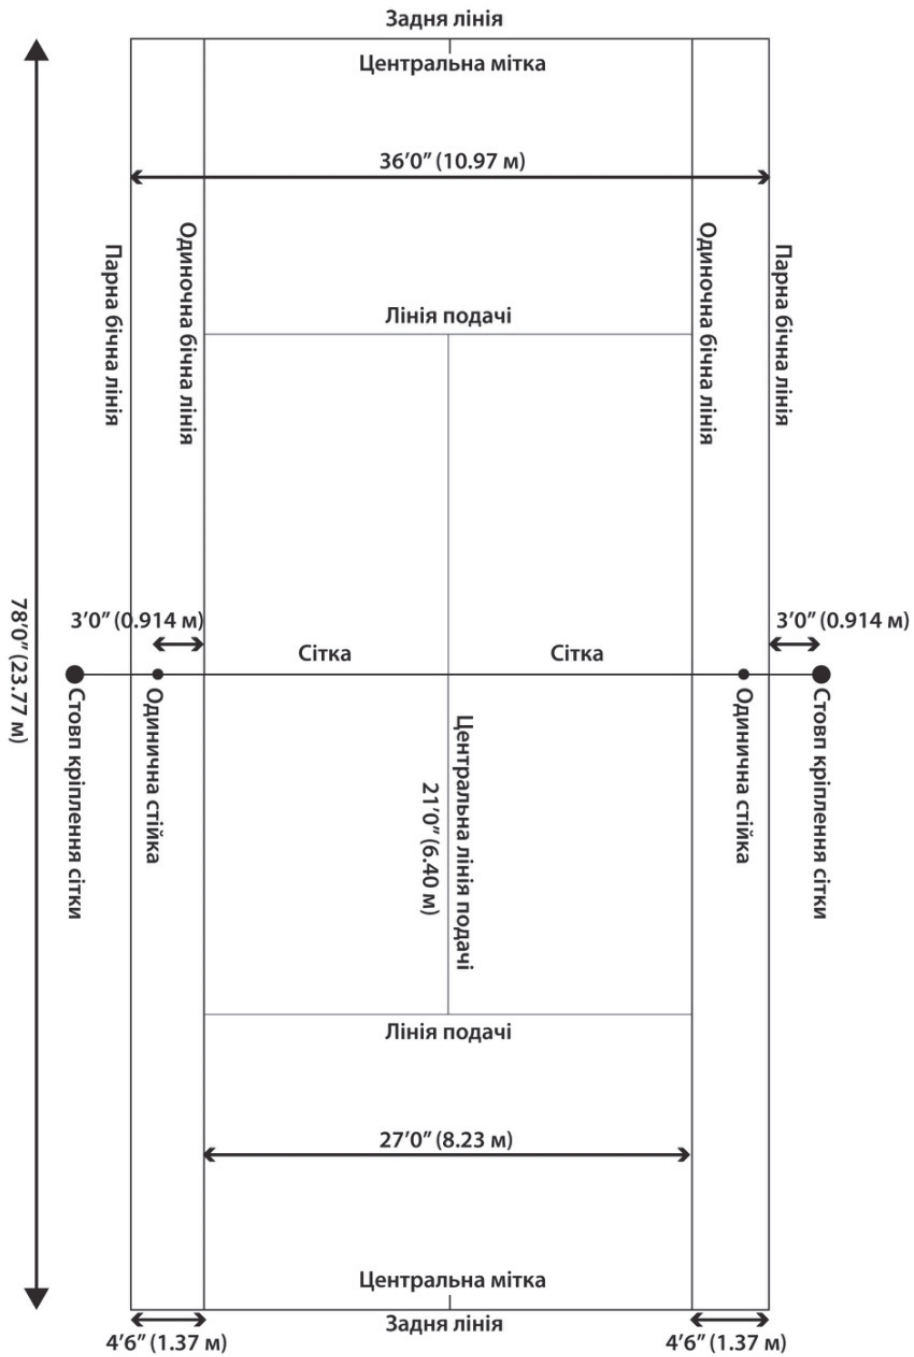 Задня лінія
Центральна мітка
36’0” (10.97 м)
Парна бічна лінія
Одиночна бічна лінія
Одиночна бічна лінія
Парна бічна лінія
Лінія подачі
78’0” (23.77 м)
3’0” (0.914 м)
3’0” (0.914 м)
Сітка
Сітка
Стовп кріплення сітки
Одинична стійка
Центральна лінія подачі
21’0” (6.40 м)
Одинична стійка
Стовп кріплення сітки
Лінія подачі
27’0” (8.23 м)
Центральна мітка
Задня лінія
4’6” (1.37 м)
4’6” (1.37 м)